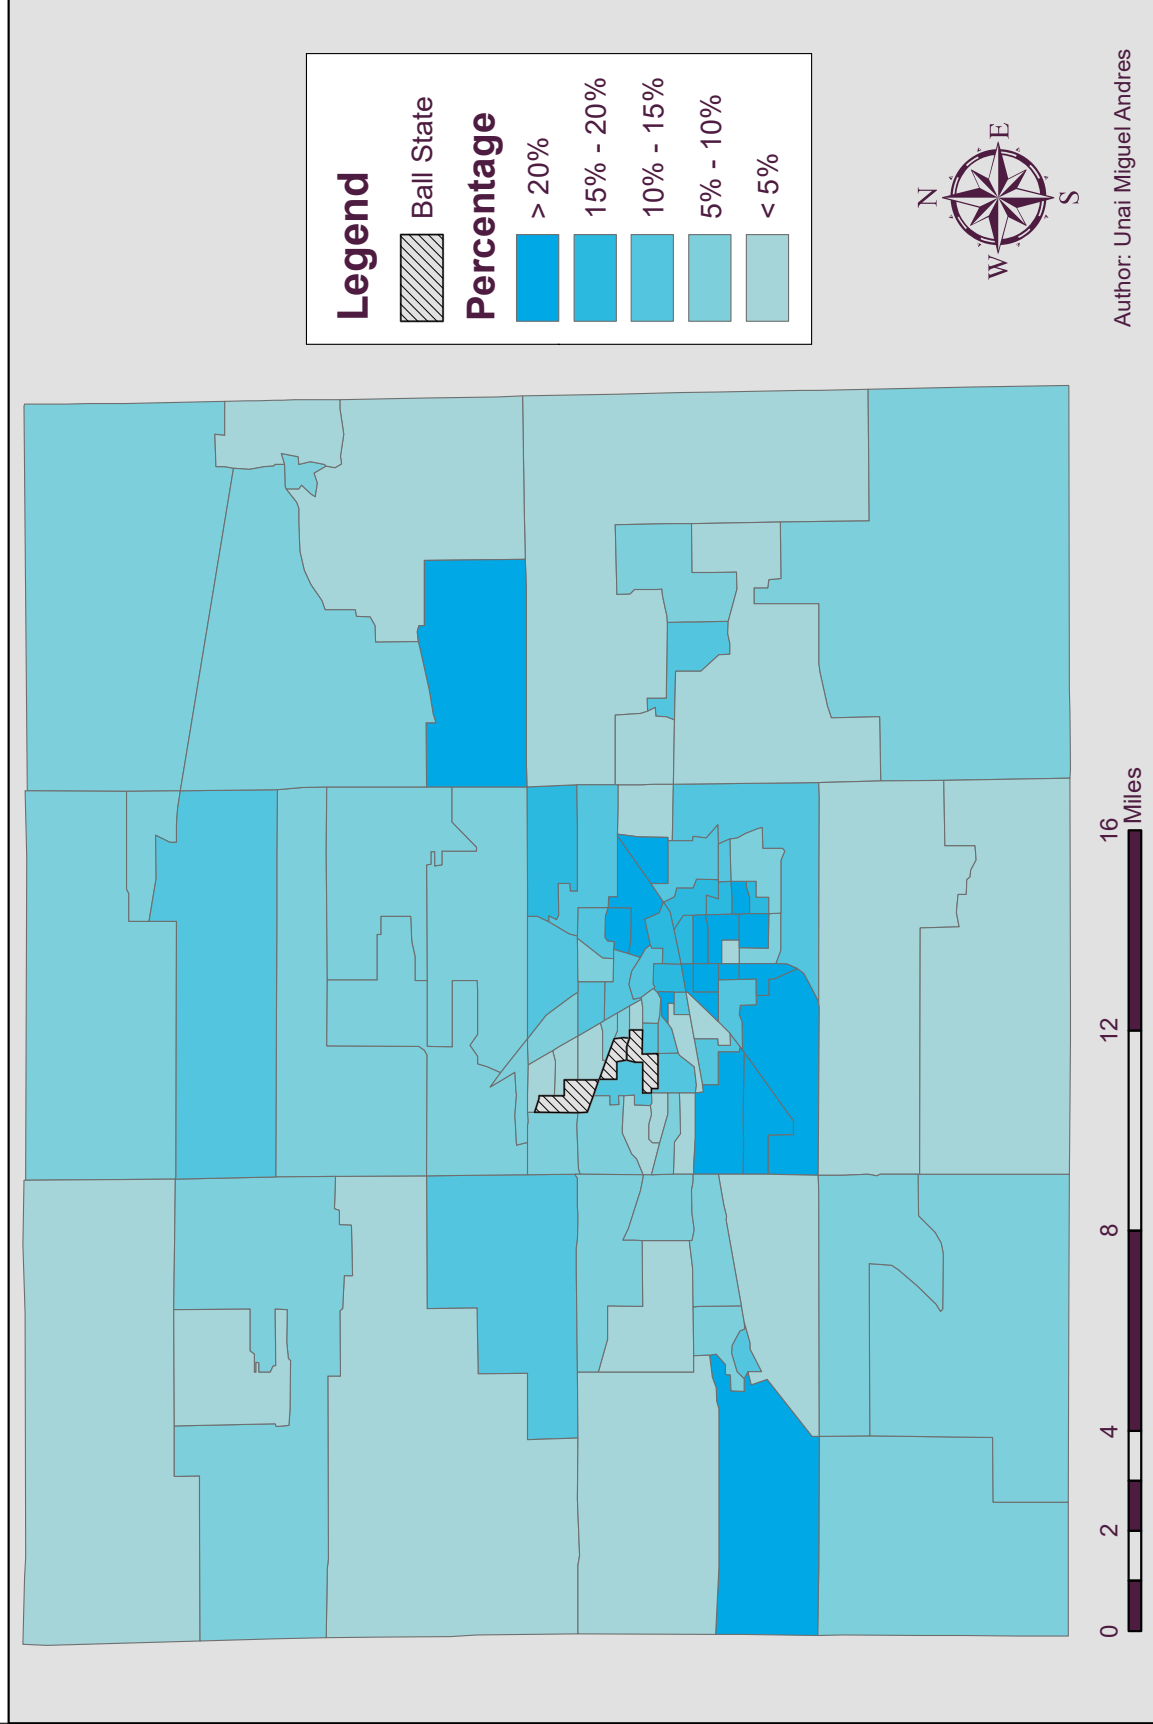 Legend
Ball State
Percentage
> 20%
15% - 20%
10% - 15%
5% - 10%
< 5%
N
W
E
S
0 2 4 8 12 16
Miles
Author: Unai Miguel Andres